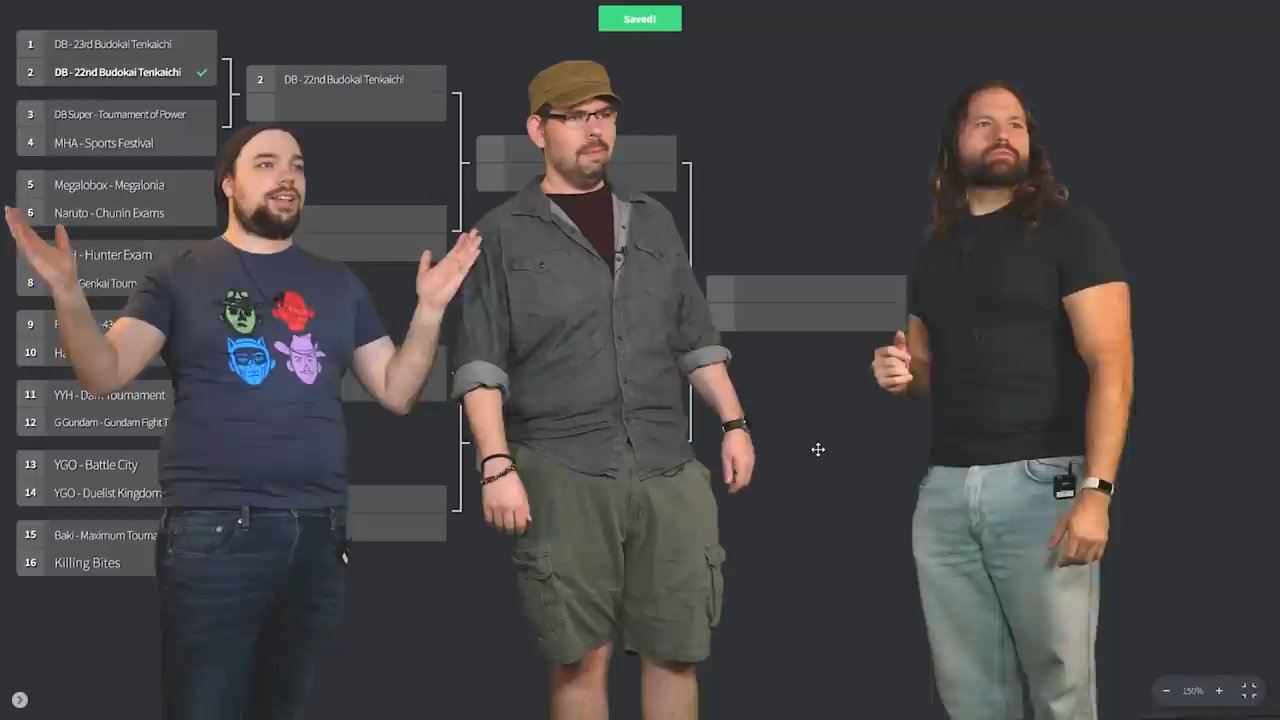 Saved!
1 DB - 23rd Budokai Tenkaichi
2 DB - 22nd Budokai Tenkaichi
2 DB - 22nd Budokai Tenkaichi
3 DB Super - Tournament of Power
4 MHA - Sports Festival
5 Megalobox - Megalonia
6 Naruto - Chunin Exams
- Hunter Exam
8 Genkai Tourn
9
10
11 YYH - Dark Tournament
12 G Gundam - Gundam Fight T
13 YGO - Battle City
14 YGO - Duelist Kingdom
15 Baki - Maximum Tourna
16 Killing Bites
150%